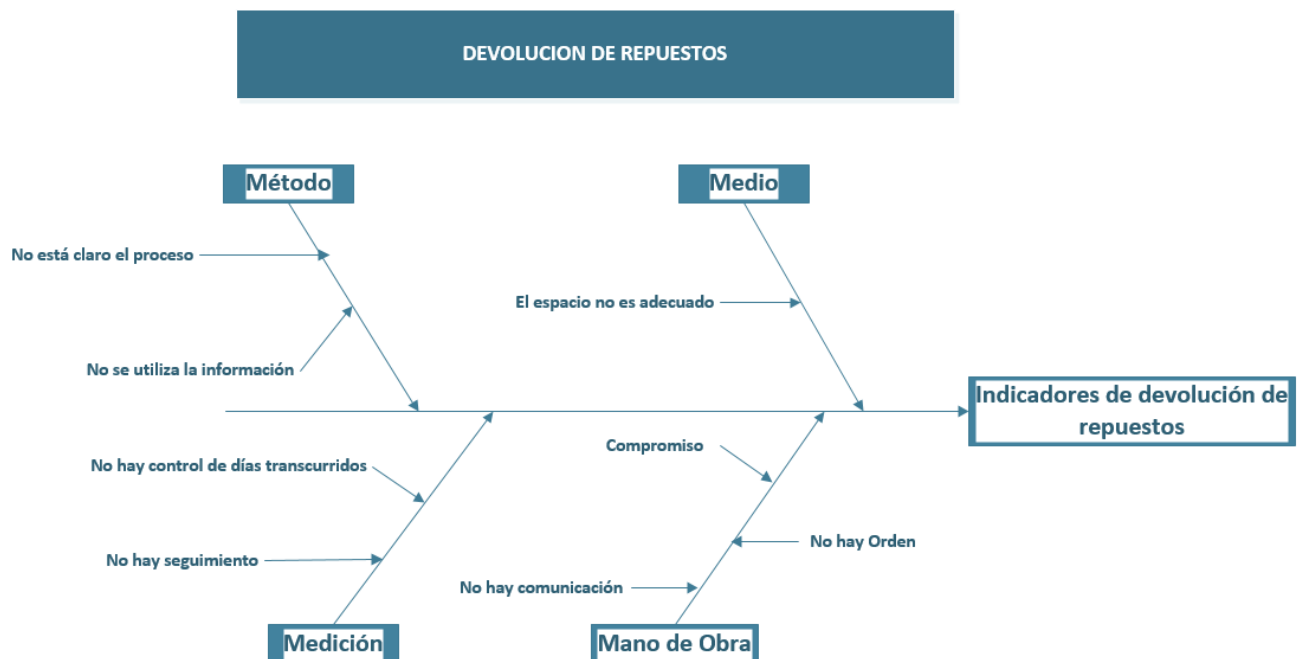 DEVOLUCION DE REPUESTOS
Método
Medio
No está claro el proceso
El espacio no es adecuado
No se utiliza la información
Indicadores de devolución de
repuestos
Compromiso
No hay control de días transcurridos
No hay Orden
No hay seguimiento
No hay comunicación
Medición
Mano de Obra